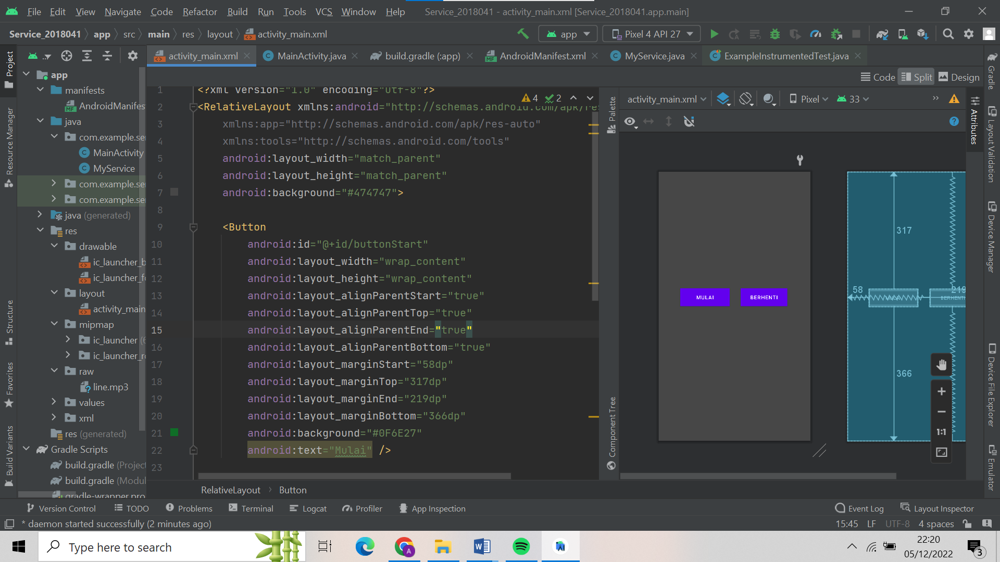 File Edit View Navigate Code Refactor Build Run Tools VCS Window Help Service_2018041 - activity_main.xml [Service_2018041.app.main]
Service_2018041 app src main res layout activity_main.xml app Pixel 4 API 27
.. activity_main.xml MainActivity.java build.gradle (:app) AndroidManifest.xml MyService.java ExampleInstrumentedTest.java
Code Split Design
Project
Resource Manager
Structure
Favorites
Build Variants
app
manifests
AndroidManifes
java
com.example.se
MainActivity
MyService
com.example.se
com.example.se
java (generated)
res
drawable
ic_launcher_b
ic_launcher_fo
layout
activity_main
mipmap
ic_launcher (6
ic_launcher_ro
raw
line.mp3
values
xml
res (generated)
Gradle Scripts
build.gradle (Project
build.gradle (Modul
gradle-wrapper.pro
4 2
1 <?xml version="1.0" encoding="utf-8"?>
2 <RelativeLayout xmlns:android="http://schemas.android.com/apk/res
3 xmlns:app="http://schemas.android.com/apk/res-auto"
4 xmlns:tools="http://schemas.android.com/tools"
5 android:layout_width="match_parent"
6 android:layout_height="match_parent"
7 android:background="#474747">
8
9 <Button
10 android:id="@+id/buttonStart"
11 android:layout_width="wrap_content"
12 android:layout_height="wrap_content"
13 android:layout_alignParentStart="true"
14 android:layout_alignParentTop="true"
15 android:layout_alignParentEnd="true"
16 android:layout_alignParentBottom="true"
17 android:layout_marginStart="58dp"
18 android:layout_marginTop="317dp"
19 android:layout_marginEnd="219dp"
20 android:layout_marginBottom="366dp"
21 android:background="#0F6E27"
22 android:text="Mulai" />
23
RelativeLayout Button
Palette
Component Tree
activity_main.xml Pixel 33
MULAI BERHENTI
317
58 MULAI 219 BERHENTI
366
1:1
Attributes
Gradle
Layout Validation
Device Manager
Device File Explorer
Emulator
Version Control TODO Problems Terminal Logcat Profiler App Inspection Event Log Layout Inspector
* daemon started successfully (2 minutes ago) 15:45 LF UTF-8 4 spaces
Type here to search
A
W
22:20
05/12/2022
3